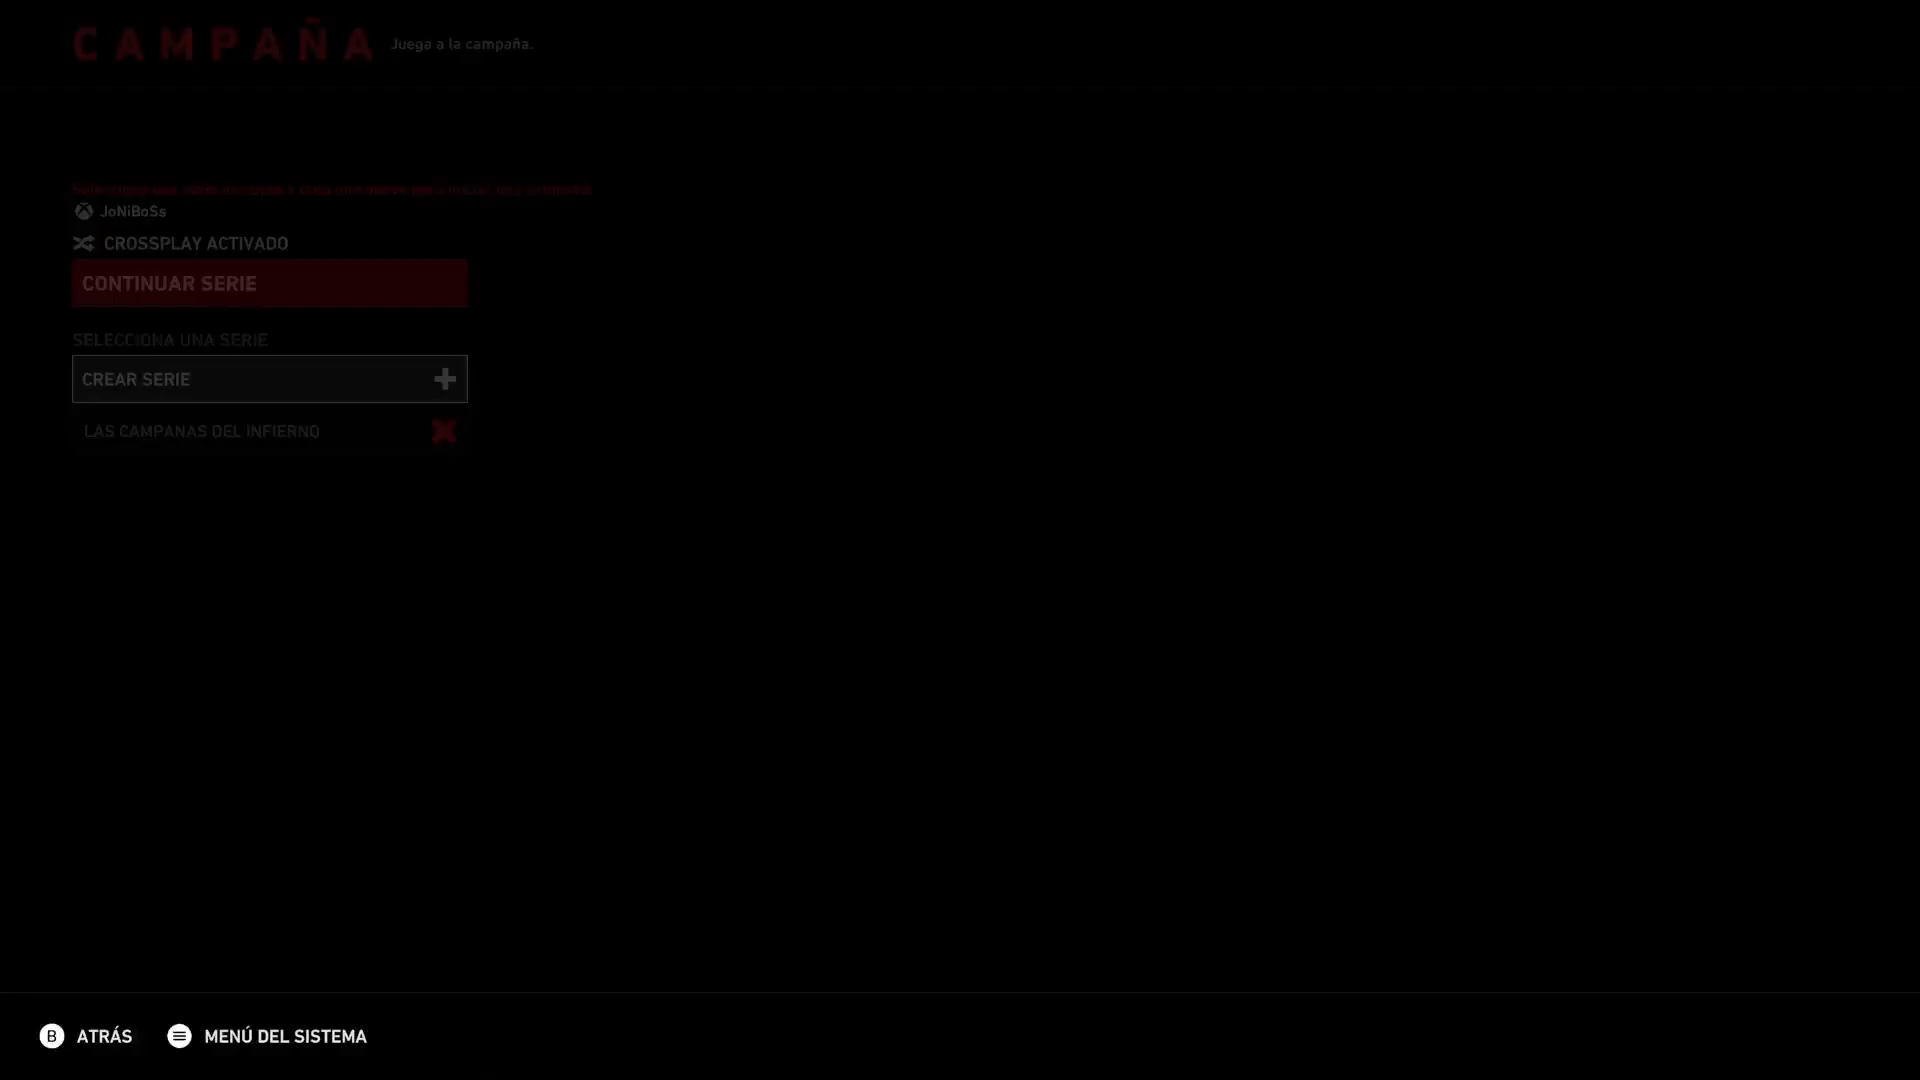 CAMPAÑA Juega a la campaña.
JoNiBoSs
CROSSPLAY ACTIVADO
CONTINUAR SERIE
SELECCIONA UNA SERIE
CREAR SERIE
LAS CAMPANAS DEL INFIERNO
B ATRÁS MENÚ DEL SISTEMA